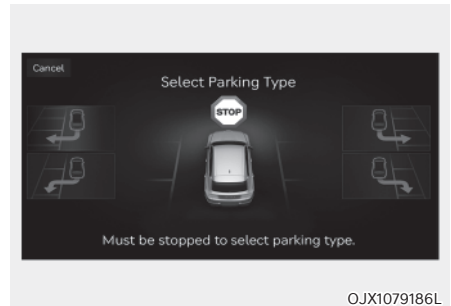 Cancel
Select Parking Type
STOP
Must be stopped to select parking type.
OJX1079186L